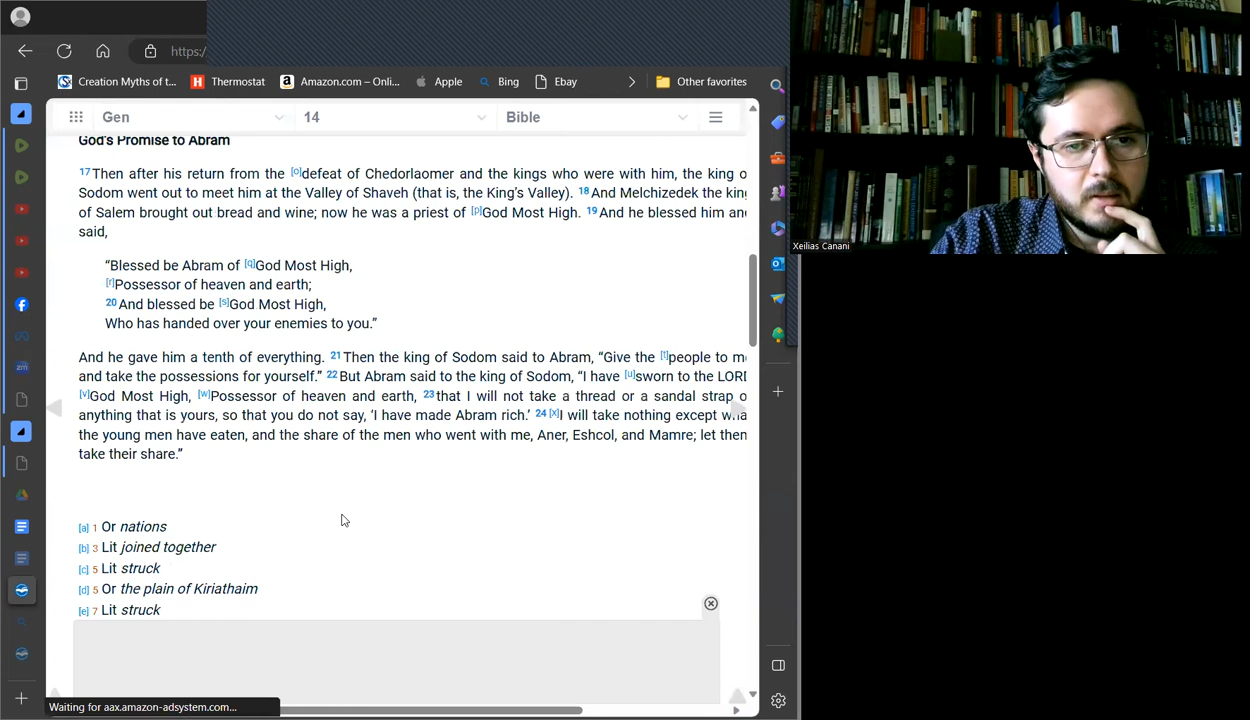 https:/
Creation Myths of t...
Thermostat
Amazon.com – Onli...
Apple
Bing
Ebay
Other favorites
Gen
14
Bible
God's Promise to Abram
17 Then after his return from the [o]defeat of Chedorlaomer and the kings who were with him, the king o
Sodom went out to meet him at the Valley of Shaveh (that is, the King's Valley). 18 And Melchizedek the king
of Salem brought out bread and wine; now he was a priest of [p]God Most High. 19 And he blessed him and
said,
“Blessed be Abram of [q]God Most High,
[r]Possessor of heaven and earth;
20 And blessed be [s]God Most High,
Who has handed over your enemies to you.”
And he gave him a tenth of everything. 21 Then the king of Sodom said to Abram, “Give the [t]people to me
and take the possessions for yourself.” 22 But Abram said to the king of Sodom, “I have [u]sworn to the LORD
[v]God Most High, [w]Possessor of heaven and earth, 23 that I will not take a thread or a sandal strap o
anything that is yours, so that you do not say, ‘I have made Abram rich.’ 24 [x]I will take nothing except wha
the young men have eaten, and the share of the men who went with me, Aner, Eshcol, and Mamre; let them
take their share.”
[a] 1 Or nations
[b] 3 Lit joined together
[c] 5 Lit struck
[d] 5 Or the plain of Kiriathaim
[e] 7 Lit struck
Waiting for aax.amazon-adsystem.com...
Xeilias Canani